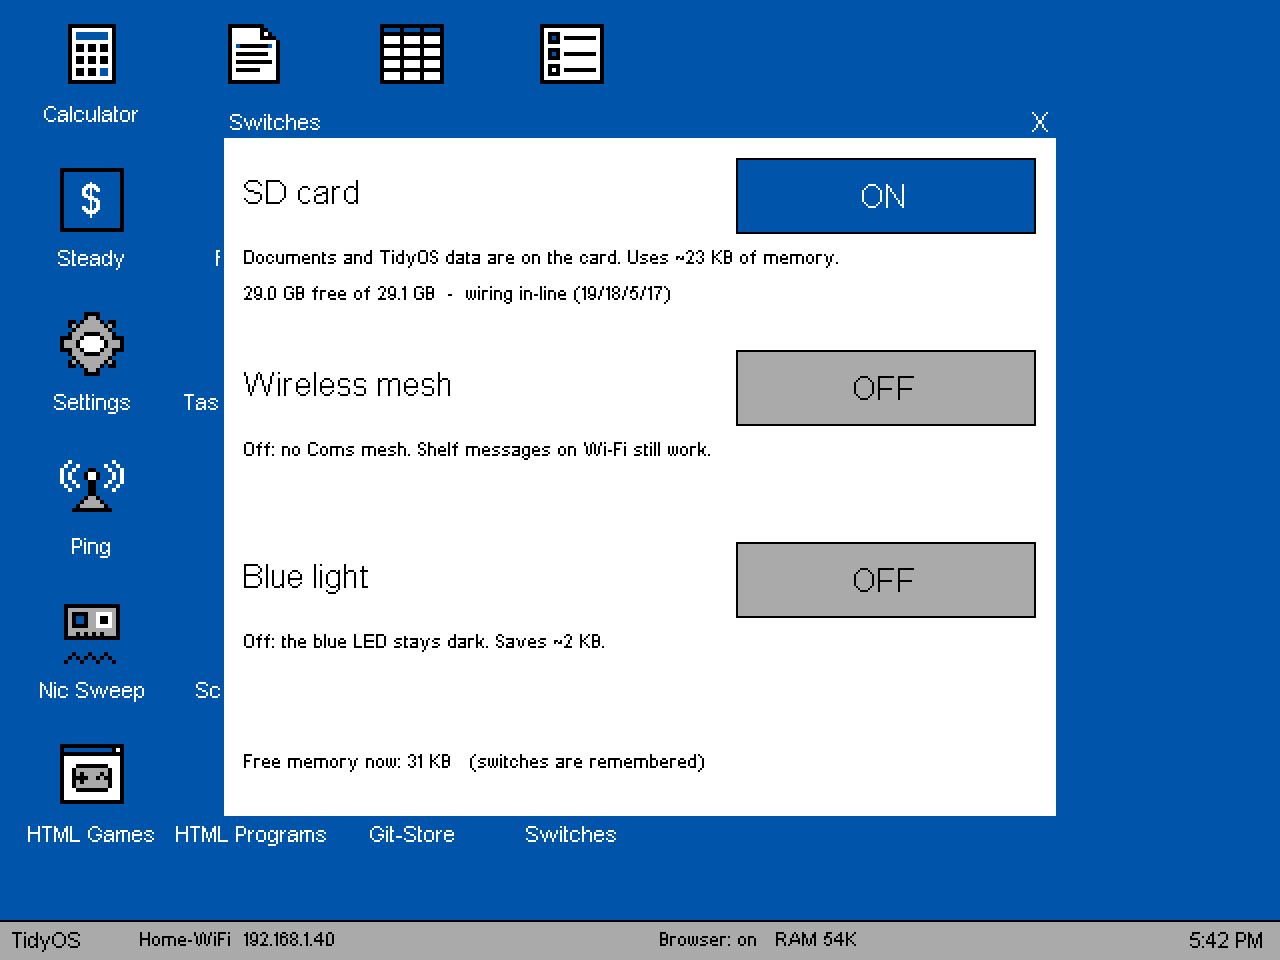 Calculator
Switches X
SD card ON
$
Steady F
Documents and TidyOS data are on the card. Uses ~23 KB of memory.
29.0 GB free of 29.1 GB - wiring in-line (19/18/5/17)
Wireless mesh OFF
Settings Tas
Off: no Coms mesh. Shelf messages on Wi-Fi still work.
Ping
Blue light OFF
Off: the blue LED stays dark. Saves ~2 KB.
Nic Sweep Sc
Free memory now: 31 KB (switches are remembered)
HTML Games HTML Programs Git-Store Switches
TidyOS Home-WiFi 192.168.1.40 Browser: on RAM 54K 5:42 PM